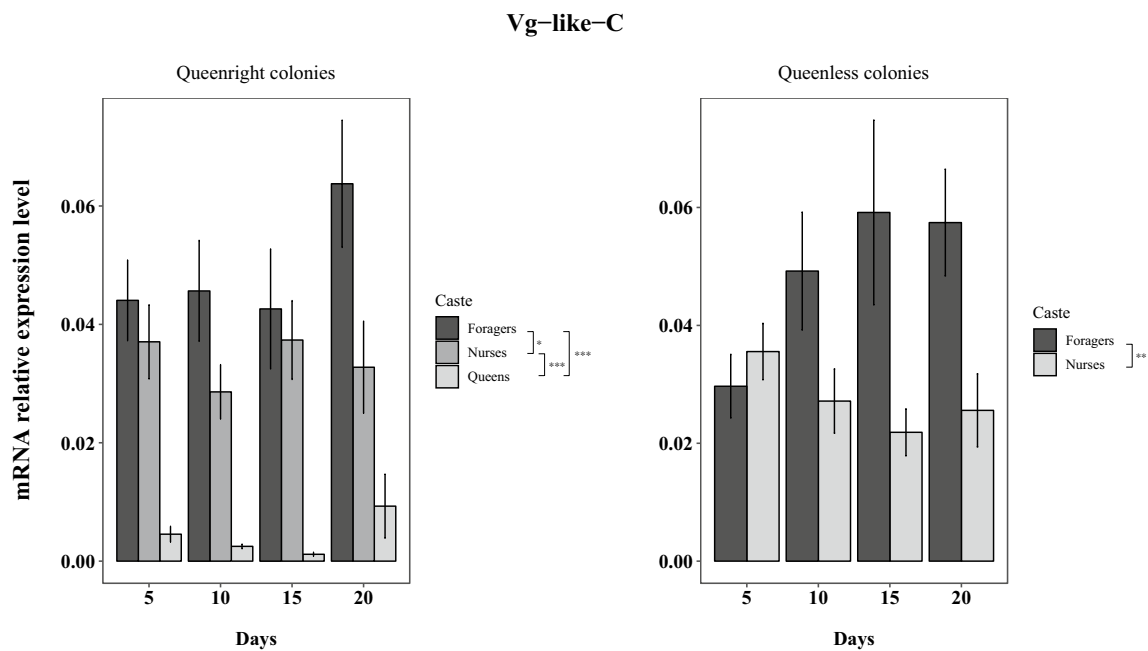 Vg−like−C
Queenright colonies
Queenless colonies
mRNA relative expression level
0.06
0.04
0.02
0.00
5 10 15 20
Days
Caste
Foragers
Nurses
Queens
*
***
***
0.06
0.04
0.02
0.00
5 10 15 20
Days
Caste
Foragers
Nurses
**